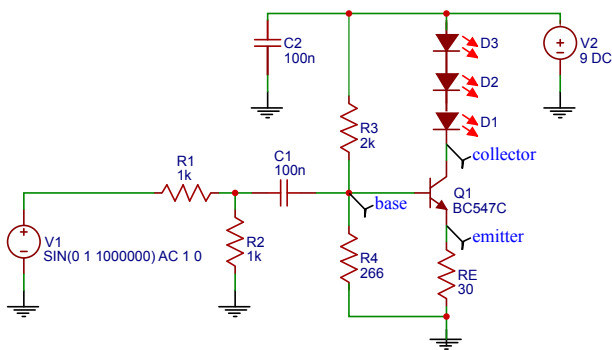 C2
100n
D3
D2
D1
V2
9 DC
R3
2k
collector
R1
1k
C1
100n
base
Q1
BC547C
V1
SIN(0 1 1000000) AC 1 0
R2
1k
R4
266
emitter
RE
30